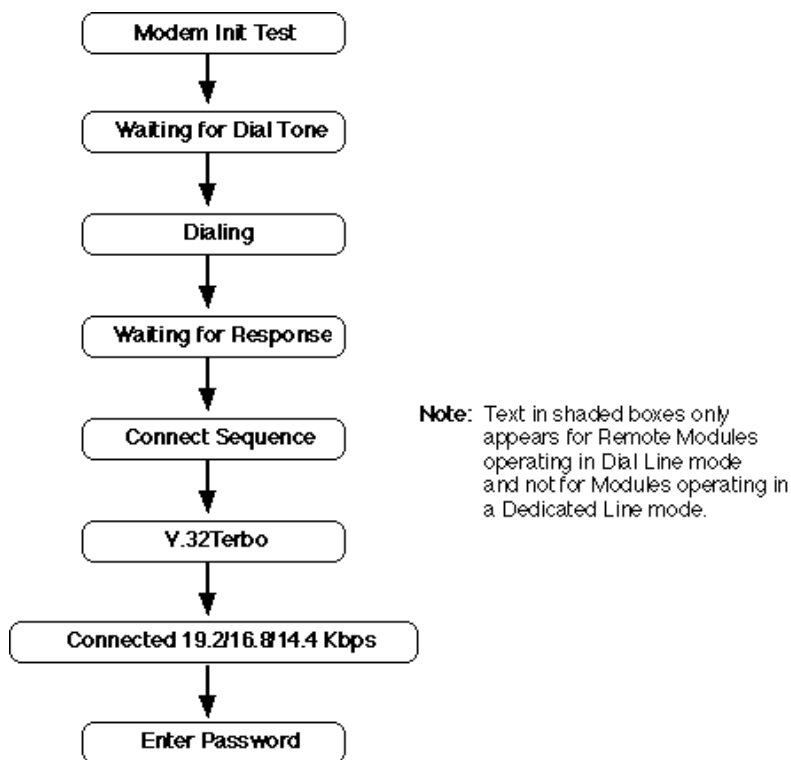 Modem Init Test
Waiting for Dial Tone
Dialing
Waiting for Response
Connect Sequence
Note: Text in shaded boxes only
appears for Remote Modules
operating in Dial Line mode
and not for Modules operating in
a Dedicated Line mode.
V.32Terbo
Connected 19.2/16.8/14.4 Kbps
Enter Password